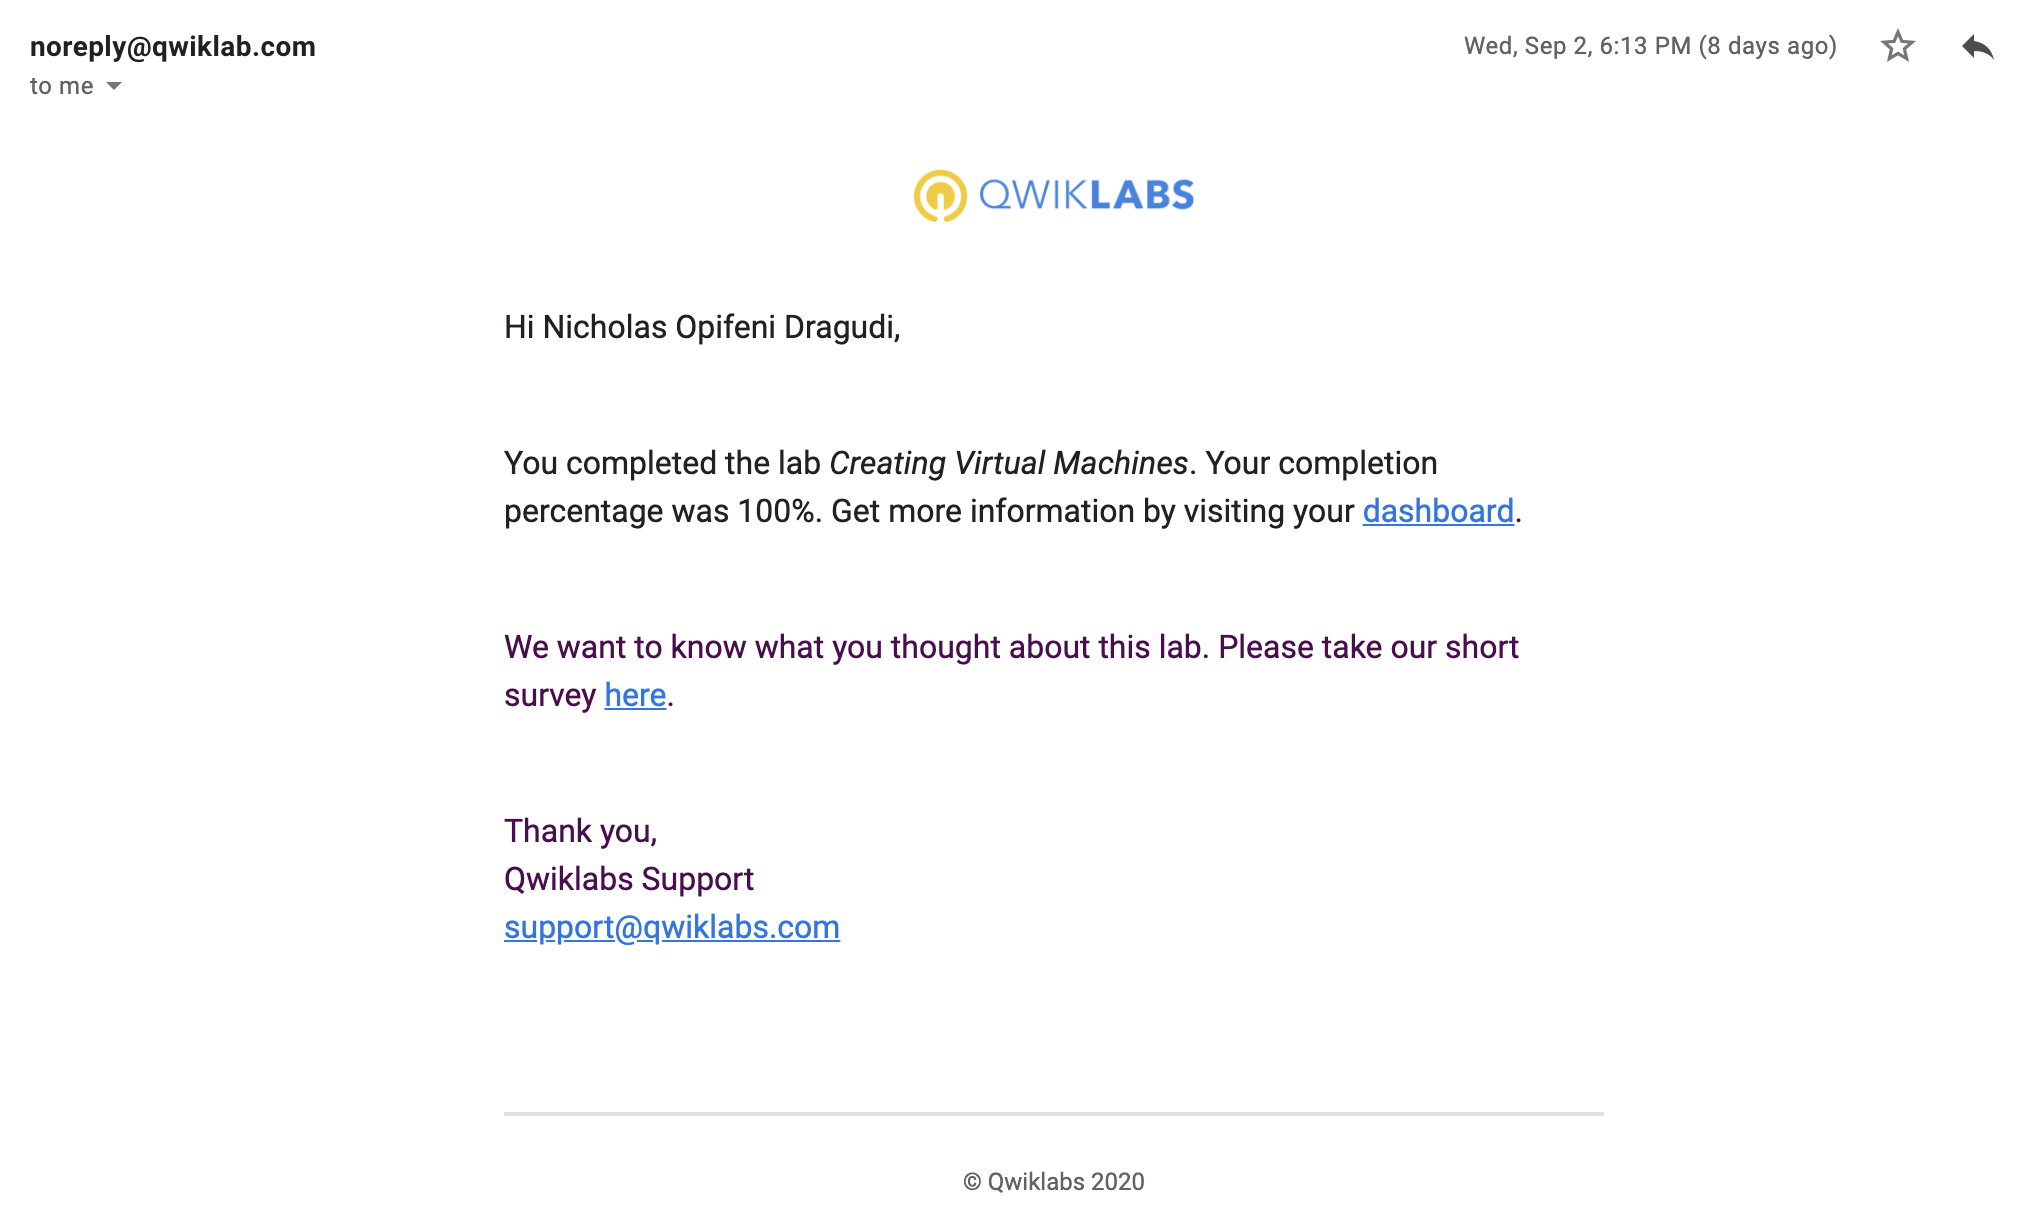 noreply@qwiklab.com
Wed, Sep 2, 6:13 PM (8 days ago)
to me
QWIKLABS
Hi Nicholas Opifeni Dragudi,
You completed the lab Creating Virtual Machines. Your completion
percentage was 100%. Get more information by visiting your dashboard.
We want to know what you thought about this lab. Please take our short
survey here.
Thank you,
Qwiklabs Support
support@qwiklabs.com
© Qwiklabs 2020